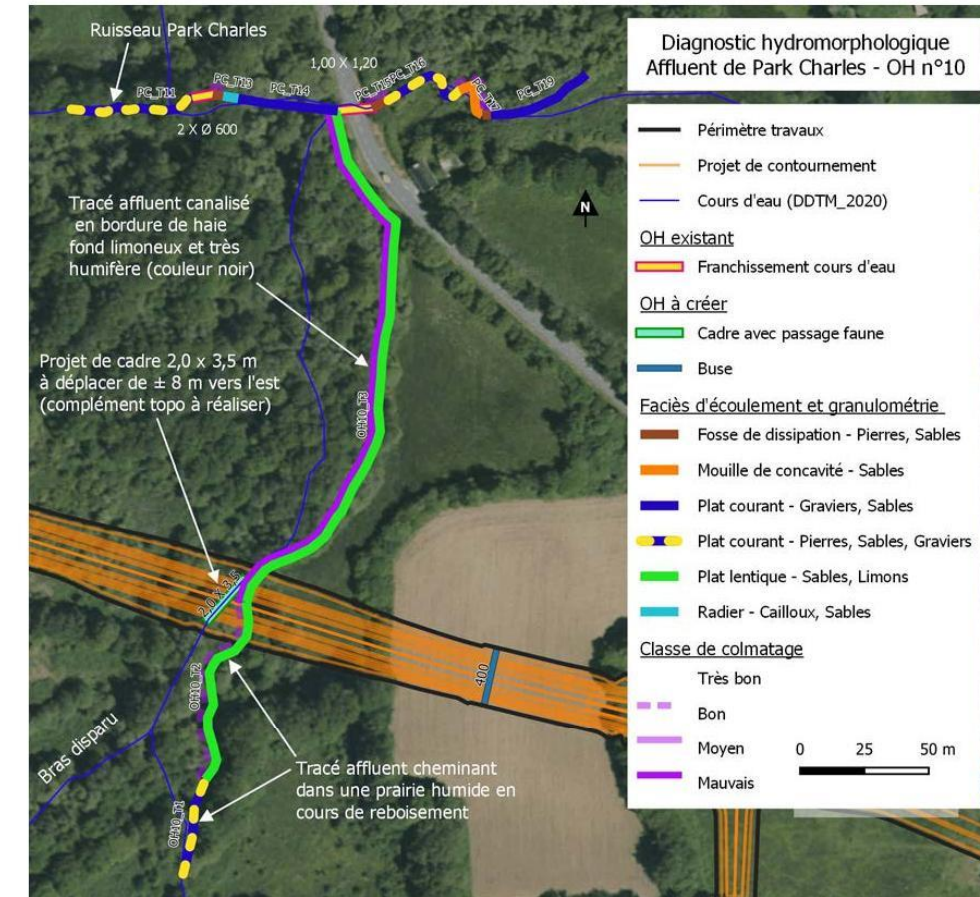 Ruisseau Park Charles
1,00 X 1,20
PC_T11
PC_T13
PC_T14
PC_T15
PC_T16
PC_T17
PC_T19
2 X Ø 600
Tracé affluent canalisé
en bordure de haie
fond limoneux et très
humifère (couleur noir)
N
Projet de cadre 2,0 x 3,5 m
à déplacer de ± 8 m vers l'est
(complément topo à réaliser)
OH10_T3
2,0 X 3,5
400
OH10_T2
Bras disparu
Tracé affluent cheminant
dans une prairie humide en
cours de reboisement
OH10_T1
Diagnostic hydromorphologique
Affluent de Park Charles - OH n°10
Périmètre travaux
Projet de contournement
Cours d'eau (DDTM_2020)
OH existant
Franchissement cours d'eau
OH à créer
Cadre avec passage faune
Buse
Faciès d'écoulement et granulométrie
Fosse de dissipation - Pierres, Sables
Mouille de concavité - Sables
Plat courant - Graviers, Sables
Plat courant - Pierres, Sables, Graviers
Plat lentique - Sables, Limons
Radier - Cailloux, Sables
Classe de colmatage
Très bon
Bon
Moyen
Mauvais
0 25 50 m